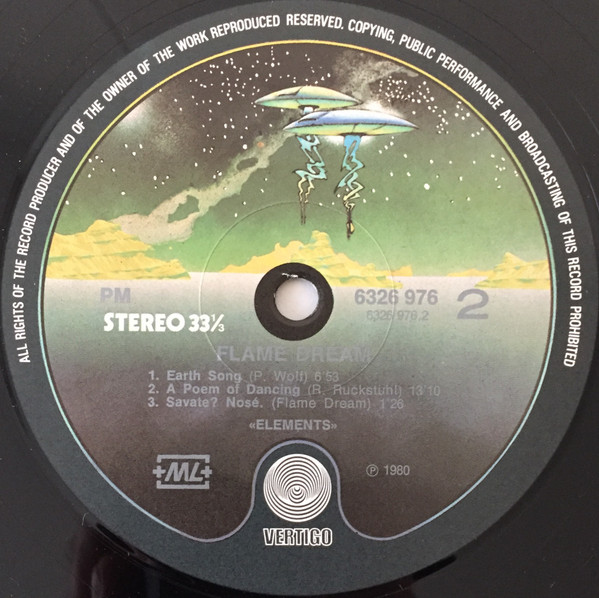 ALL RIGHTS OF THE RECORD PRODUCER AND OF THE OWNER OF THE WORK REPRODUCED RESERVED. COPYING, PUBLIC PERFORMANCE AND BROADCASTING OF THIS RECORD PROHIBITED
PM
STEREO 33⅓
6326 976
6326 976.2
2
FLAME DREAM
1. Earth Song (P. Wolf) 6'53
2. A Poem of Dancing (R. Ruckstuhl) 13'10
3. Savate? Nosé. (Flame Dream) 1'26
«ELEMENTS»
+ML+
℗ 1980
VERTIGO